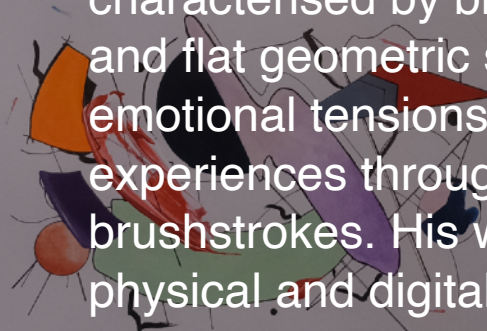 characterised by
and flat geometric
emotional tensions
experiences
brushstrokes. His
physical and digital